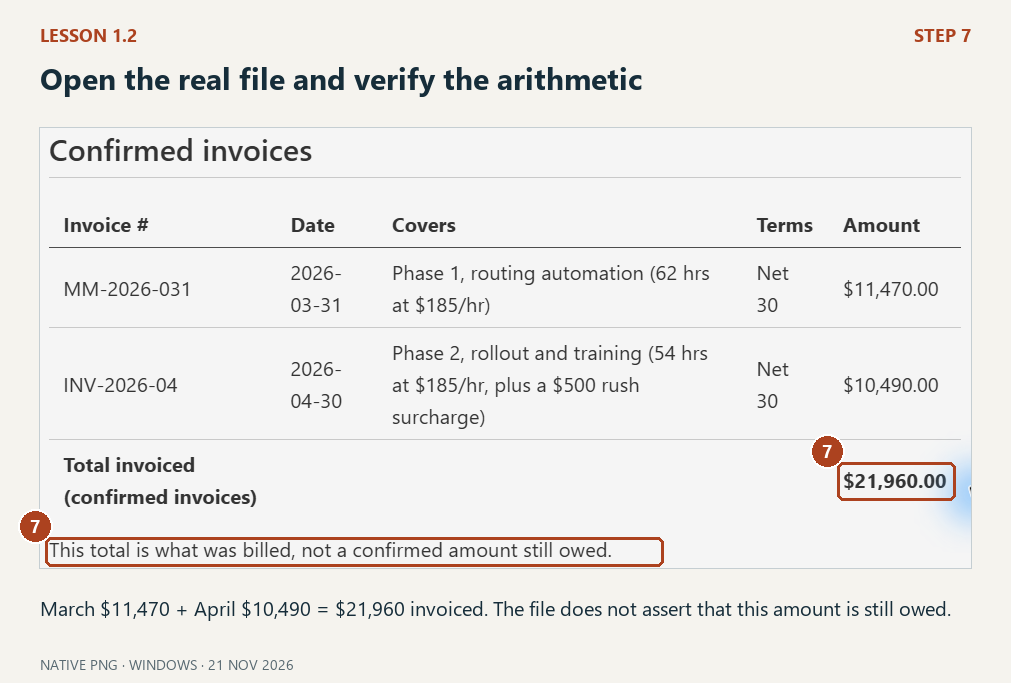 LESSON 1.2
STEP 7
Open the real file and verify the arithmetic
Confirmed invoices
Invoice # Date Covers Terms Amount
MM-2026-031 2026-03-31 Phase 1, routing automation (62 hrs at $185/hr) Net 30 $11,470.00
INV-2026-04 2026-04-30 Phase 2, rollout and training (54 hrs at $185/hr, plus a $500 rush surcharge) Net 30 $10,490.00
Total invoiced (confirmed invoices) 7 $21,960.00
7
This total is what was billed, not a confirmed amount still owed.
March $11,470 + April $10,490 = $21,960 invoiced. The file does not assert that this amount is still owed.
NATIVE PNG · WINDOWS · 21 NOV 2026